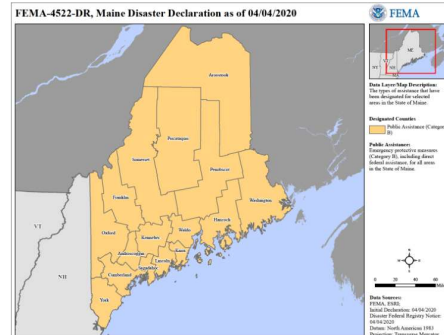 FEMA-4522-DR, Maine Disaster Declaration as of 04/04/2020
FEMA
ME
VT
NH
Data Layer/Map Description:
The types of assistance that have
been designated for selected
areas in the State of Maine.
Designated Counties
Public Assistance (Category
B)
Public Assistance:
Emergency protective measures
(Category B), including direct
federal assistance, for all areas
in the State of Maine.
Aroostook
Piscataquis
Somerset
Penobscot
Washington
Franklin
Hancock
Oxford
Waldo
Kennebec
Knox
Androscoggin
Lincoln
Sagadahoc
Cumberland
York
VT
NH
0 20 40 60
Data Sources:
FEMA, ESRI;
Initial Declaration: 04/04/2020
Disaster Federal Registry Notice:
04/04/2020
Datum: North American 1983